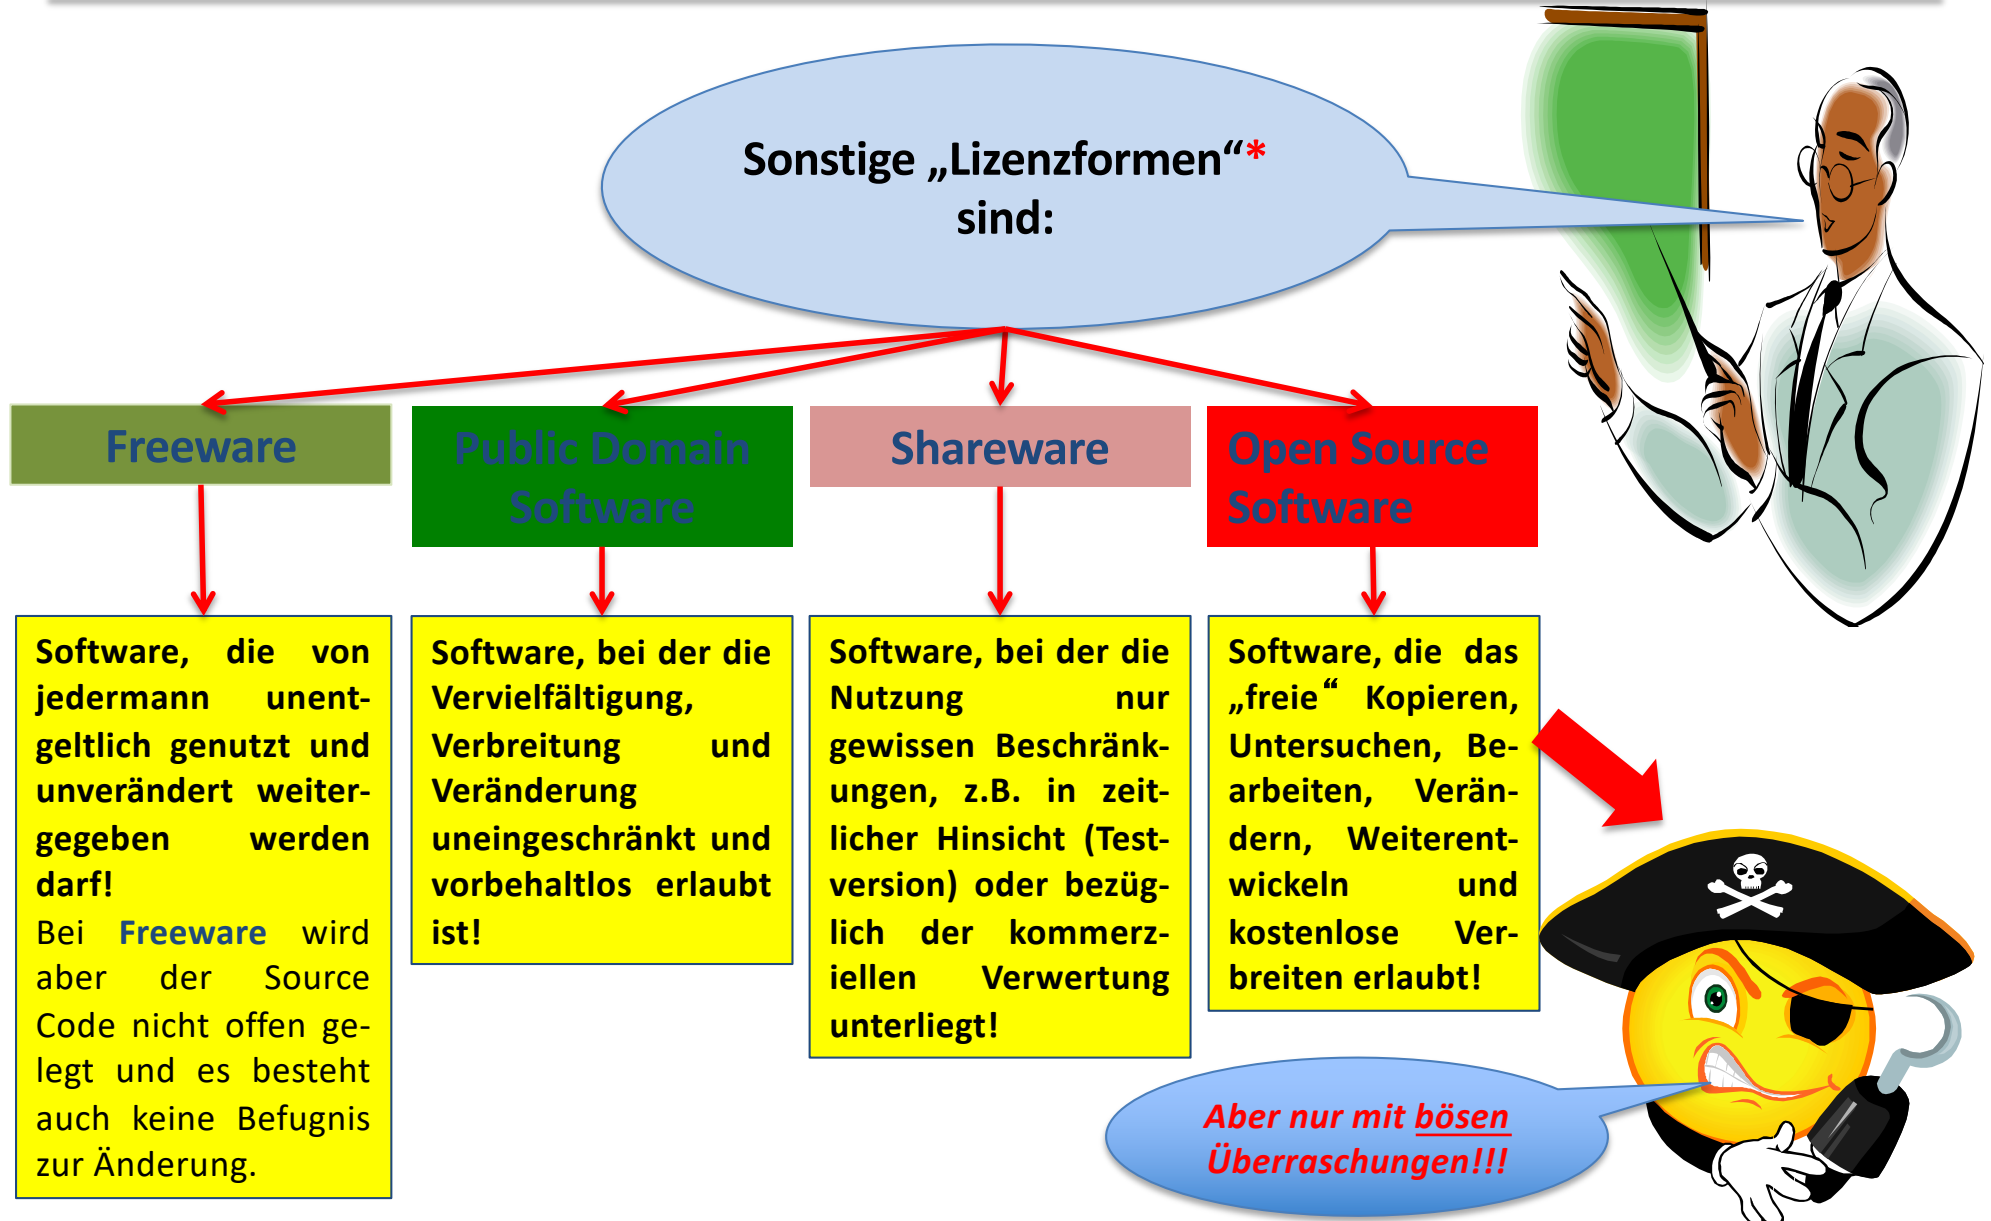 Sonstige „Lizenzformen“*
sind:
Freeware
Public Domain
Software
Shareware
Open Source
Software
Software, die von
jedermann unent-
geltlich genutzt und
unverändert weiter-
gegeben werden
darf!
Bei Freeware wird
aber der Source
Code nicht offen ge-
legt und es besteht
auch keine Befugnis
zur Änderung.
Software, bei der die
Vervielfältigung,
Verbreitung und
Veränderung
uneingeschränkt und
vorbehaltlos erlaubt
ist!
Software, bei der die
Nutzung nur
gewissen Beschränk-
ungen, z.B. in zeit-
licher Hinsicht (Test-
version) oder bezüg-
lich der kommerz-
iellen Verwertung
unterliegt!
Software, die das
„freie“ Kopieren,
Untersuchen, Be-
arbeiten, Verän-
dern, Weiterent-
wickeln und
kostenlose Ver-
breiten erlaubt!
Aber nur mit bösen
Überraschungen!!!